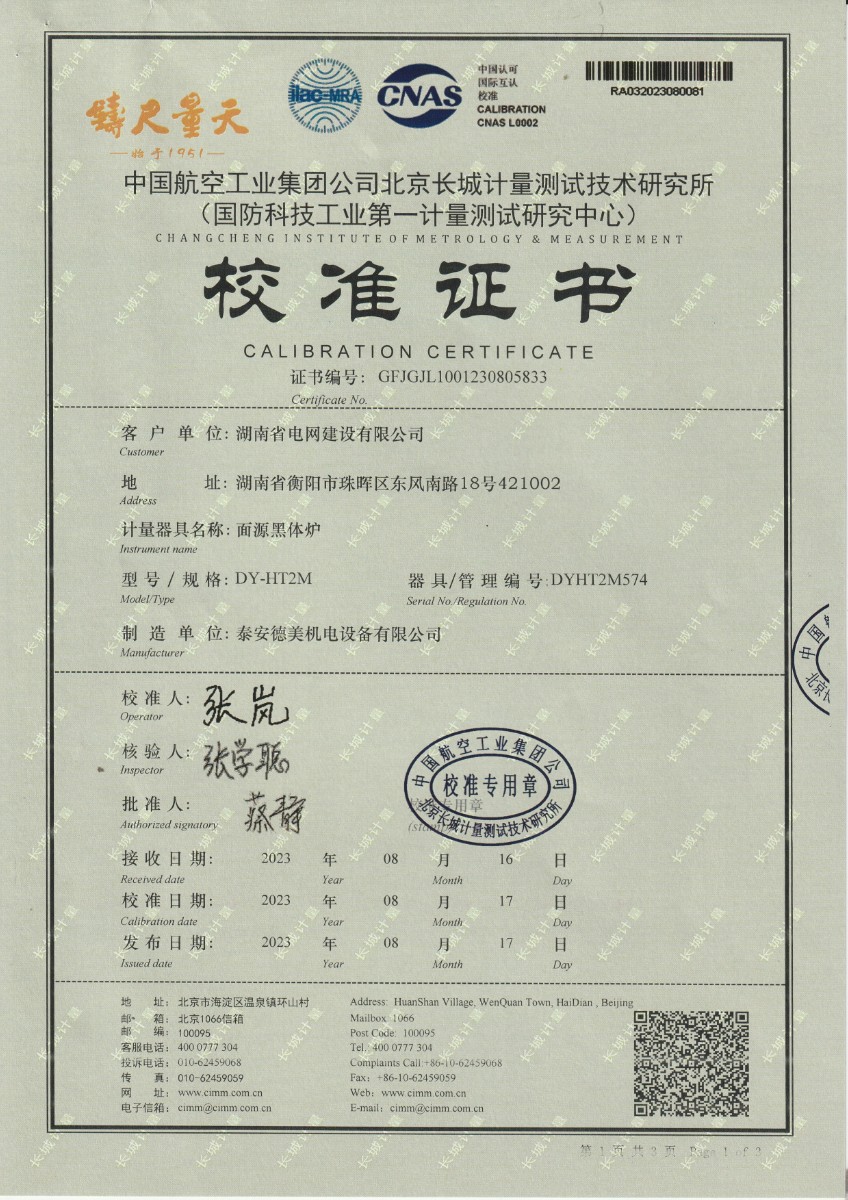 铸尺量天
始于1951
ilac-MRA
CNAS
中国认可
国际互认
校准
CALIBRATION
CNAS L0002
RA032023080081
中国航空工业集团公司北京长城计量测试技术研究所
（国防科技工业第一计量测试研究中心）
CHANGCHENG INSTITUTE OF METROLOGY & MEASUREMENT
校准证书
CALIBRATION CERTIFICATE
证书编号： GFJGJL1001230805833
Certificate No.
客户单位: 湖南省电网建设有限公司
Customer
地址: 湖南省衡阳市珠晖区东风南路18号421002
Address
计量器具名称: 面源黑体炉
Instrument name
型号/规格: DY-HT2M 器具/管理编号:DYHT2M574
Model/Type Serial No./Regulation No.
制造单位: 泰安德美机电设备有限公司
Manufacturer
中国
北京
校准人: 张岚
Operator
核验人: 张学聪
Inspector
批准人:
Authorized signatory
中国航空工业集团公司
校准专用章
北京长城计量测试技术研究所
校准专用章
(stamp)
接收日期: 2023 年 08 月 16 日
Received date Year Month Day
校准日期: 2023 年 08 月 17 日
Calibration date Year Month Day
发布日期: 2023 年 08 月 17 日
Issued date Year Month Day
地址: 北京市海淀区温泉镇环山村 Address: HuanShan Village, WenQuan Town, HaiDian , Beijing
邮箱: 北京1066信箱 Mailbox 1066
邮编: 100095 Post Code: 100095
客服电话: 400 0777 304 Tel.: 400 0777 304
投诉电话: 010-62459068 Complaints Call:+86-10-62459068
传真: 010-62459059 Fax: +86-10-62459059
网址: www.cimm.com.cn Web: www.cimm.com.cn
电子信箱: cimm@cimm.com.cn E-mail: cimm@cimm.com.cn
第 1 页 共 3 页 Page 1 of 3
长城计量